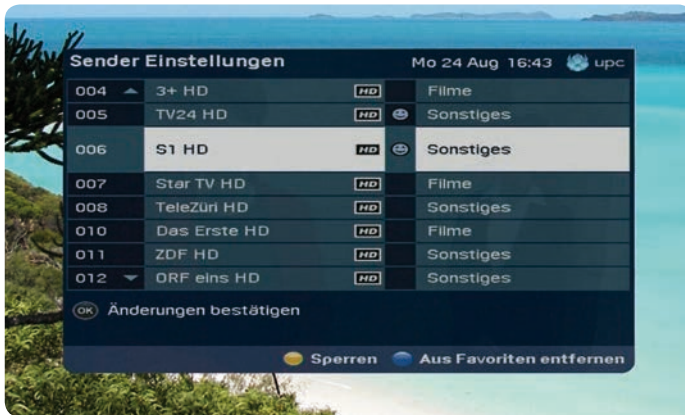 Sender Einstellungen Mo 24 Aug 16:43 upc
004 3+ HD HD Filme
005 TV24 HD HD Sonstiges
006 S1 HD HD Sonstiges
007 Star TV HD HD Filme
008 TeleZüri HD HD Sonstiges
010 Das Erste HD HD Filme
011 ZDF HD HD Sonstiges
012 ORF eins HD HD Sonstiges
OK Änderungen bestätigen
Sperren Aus Favoriten entfernen